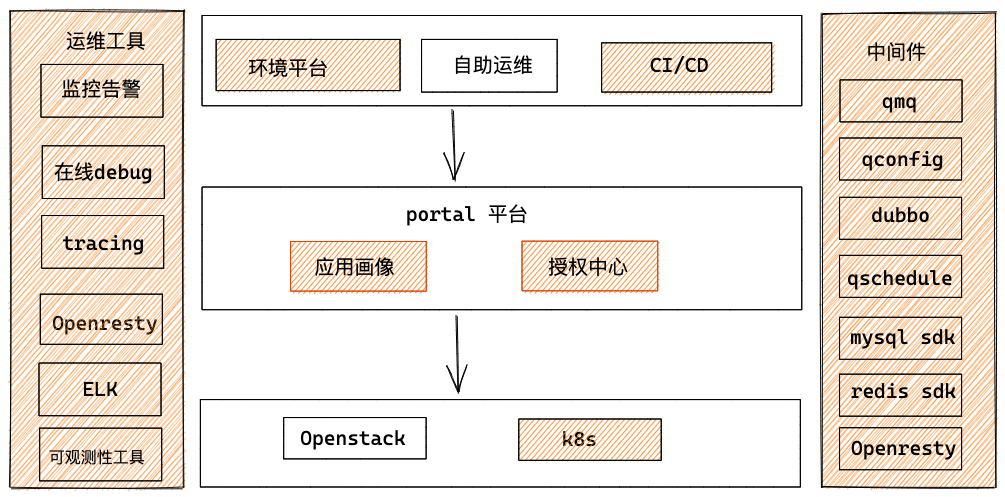 运维工具
监控告警
在线debug
tracing
Openresty
ELK
可观测性工具
环境平台
自助运维
CI/CD
portal 平台
应用画像
授权中心
Openstack
k8s
中间件
qmq
qconfig
dubbo
qschedule
mysql sdk
redis sdk
Openresty